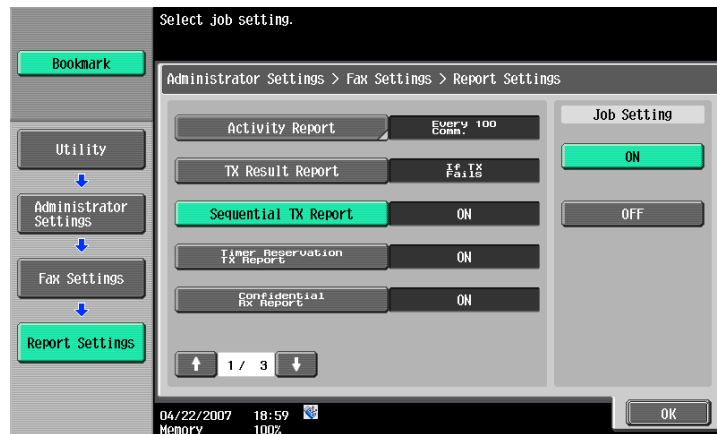 Select job setting.
Bookmark
Administrator Settings > Fax Settings > Report Settings
Utility
Administrator
Settings
Fax Settings
Report Settings
Activity Report
Every 100
Comm.
TX Result Report
If TX
Fails
Sequential TX Report
ON
Timer Reservation
TX Report
ON
Confidential
Rx Report
ON
1/ 3
Job Setting
ON
OFF
04/22/2007 18:59
Memory 100%
OK